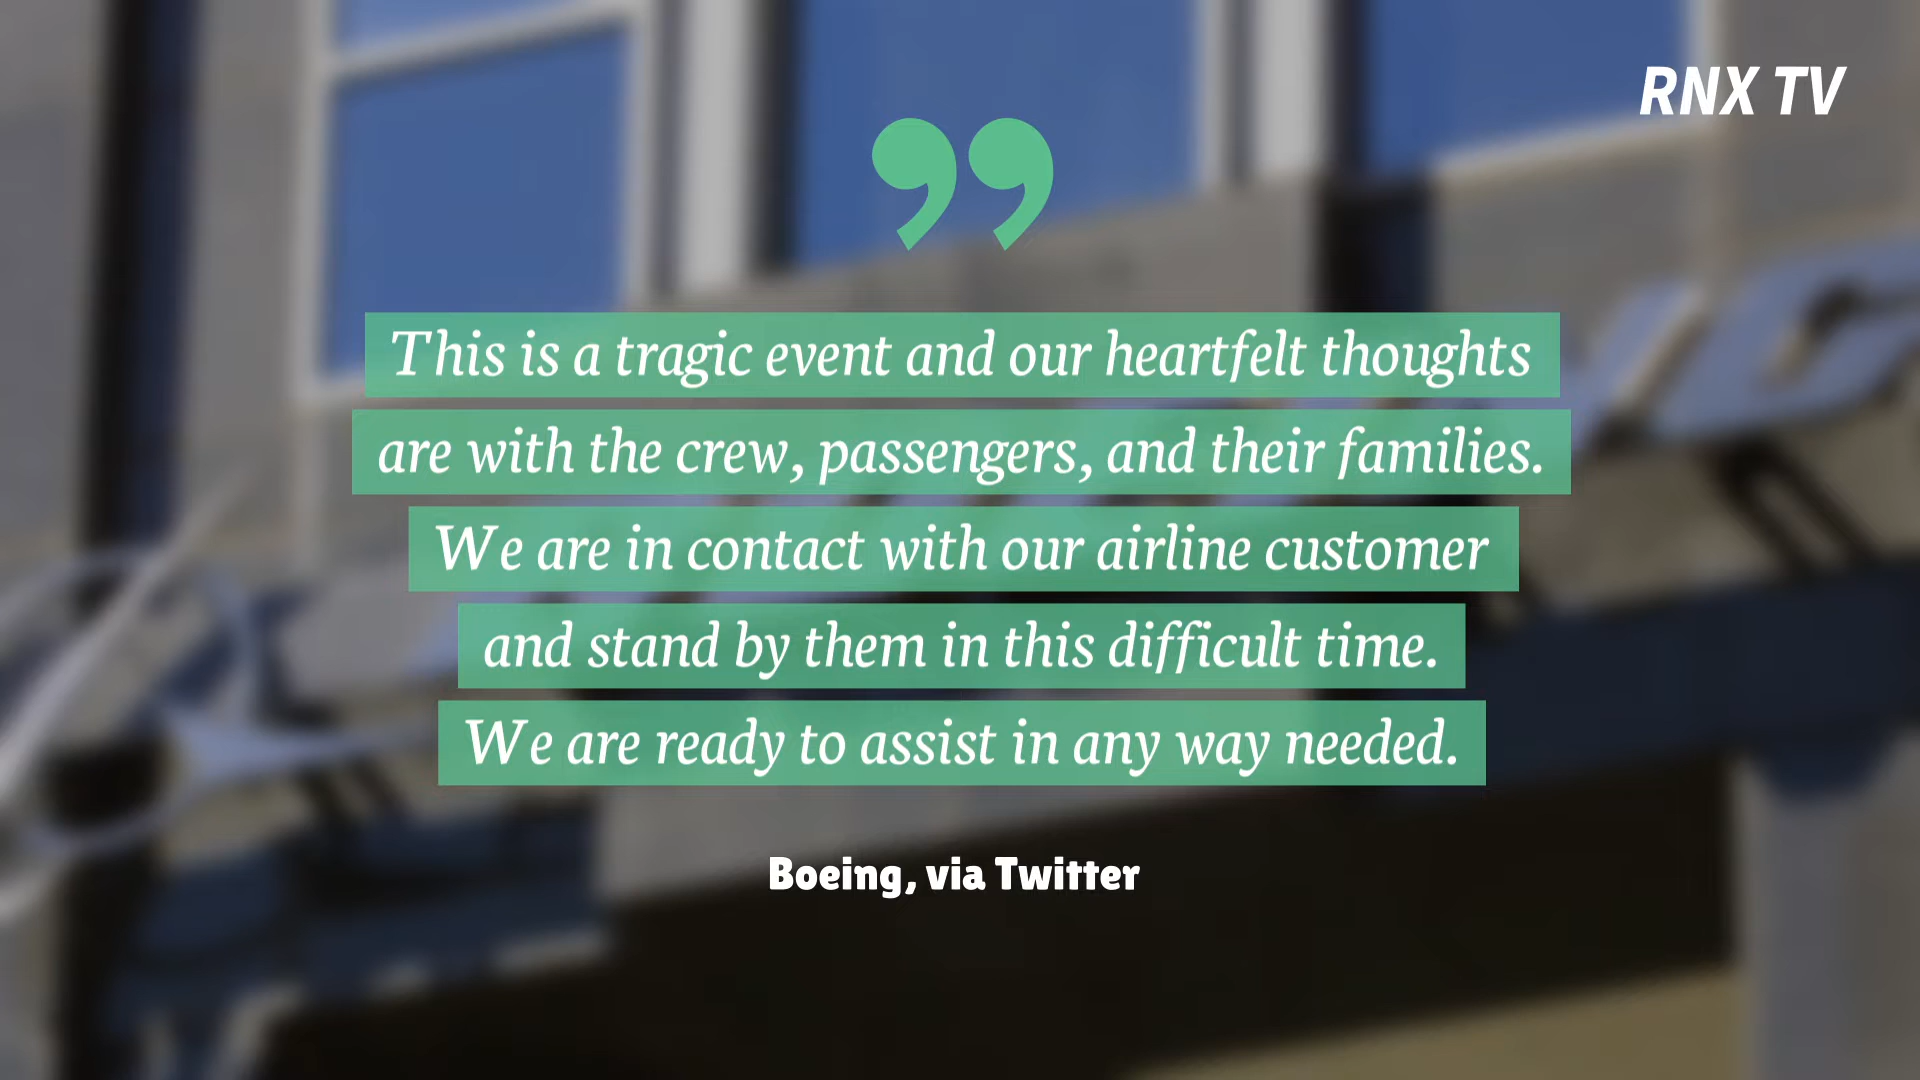 RNX TV
”
This is a tragic event and our heartfelt thoughts
are with the crew, passengers, and their families.
We are in contact with our airline customer
and stand by them in this difficult time.
We are ready to assist in any way needed.
Boeing, via Twitter